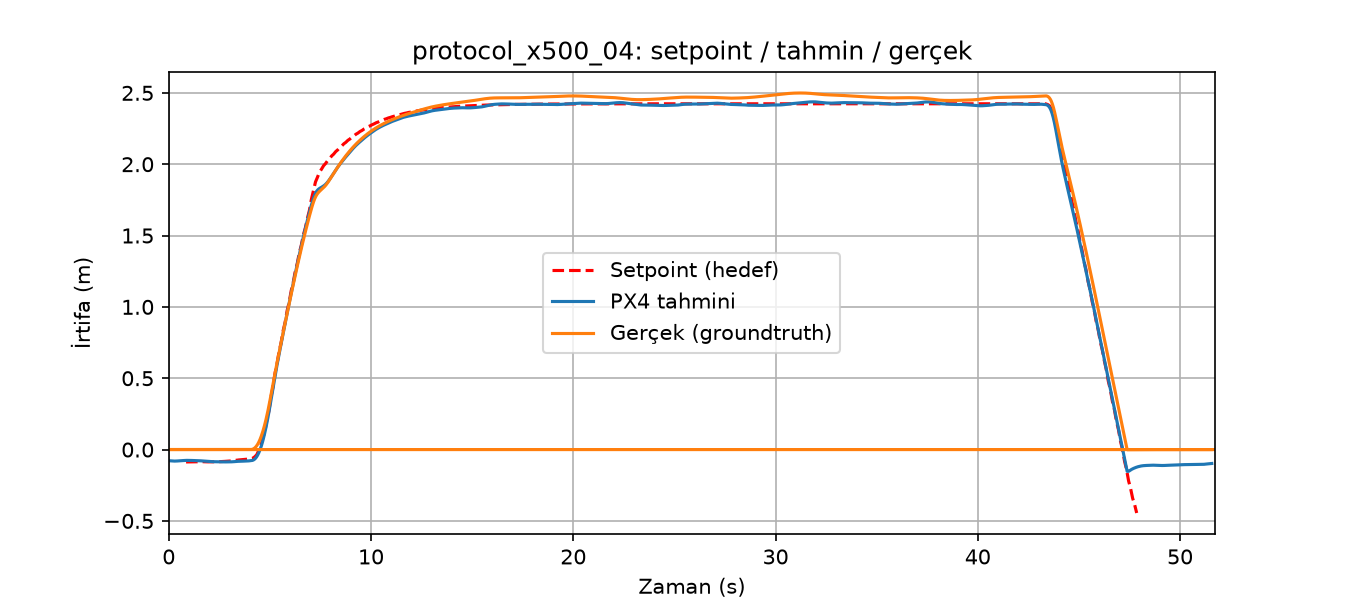 protocol_x500_04: setpoint / tahmin / gerçek
İrtifa (m)
2.5
2.0
1.5
1.0
0.5
0.0
−0.5
Setpoint (hedef)
PX4 tahmini
Gerçek (groundtruth)
0 10 20 30 40 50
Zaman (s)